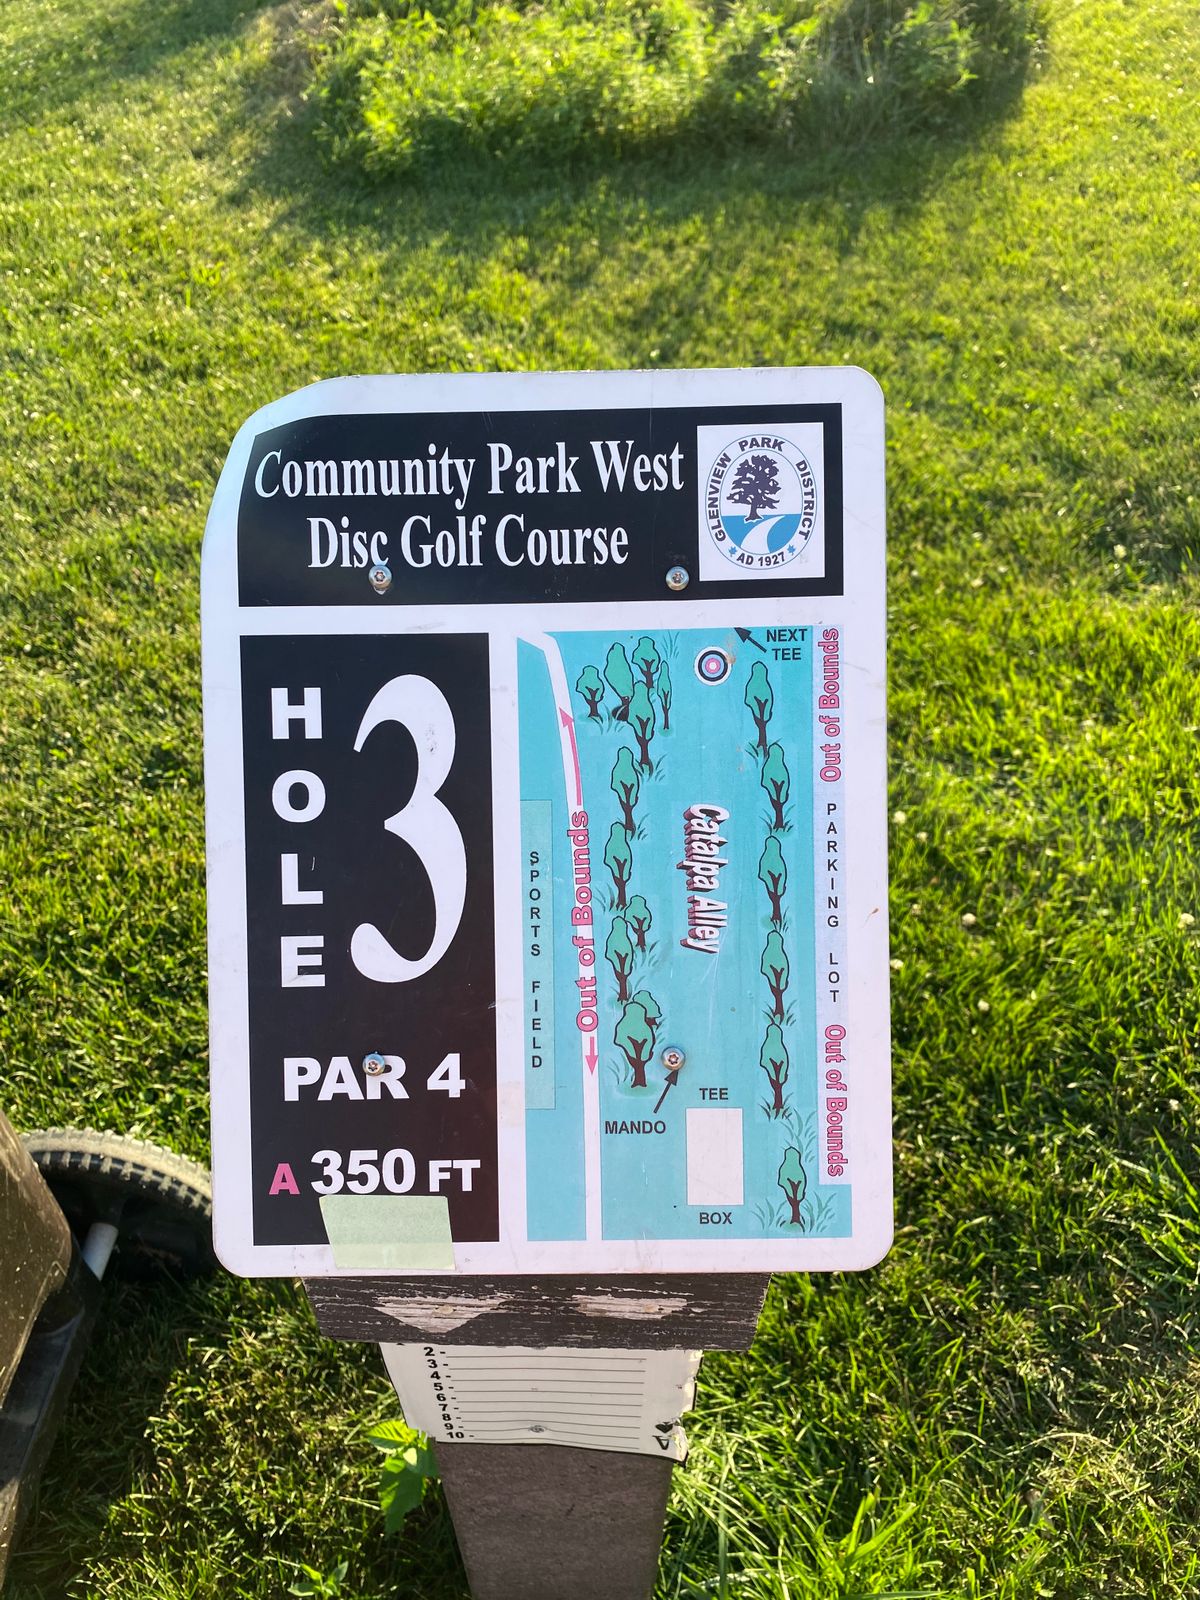 Community Park West
Disc Golf Course
GLENVIEW PARK DISTRICT
AD 1927
HOLE
3
PAR 4
A 350 FT
NEXT
TEE
Out of Bounds
PARKING LOT
Out of Bounds
Catalpa Alley
Out of Bounds
SPORTS FIELD
MANDO
TEE
BOX
2 -
3 -
4 -
5 -
6 -
7 -
8 -
9 -
10 -
A